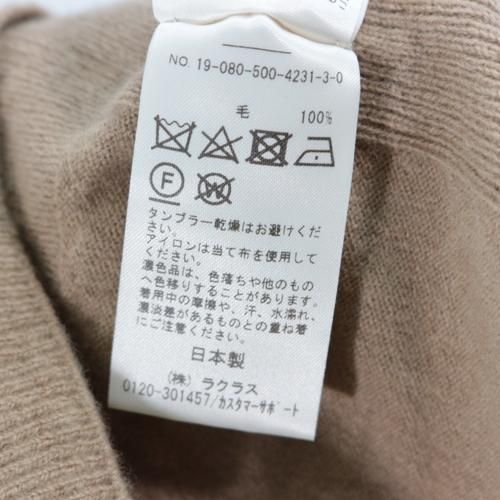 NO. 19-080-500-4231-3-0
毛 100%
F W
タンブラー乾燥はお避けくだ
さい。
アイロンは当て布を使用して
ください。
濃色品は、色落ちや他のもの
へ色移りすることがあります。
着用中の摩擦や、汗、水濡れ、
濃淡差があるものとの重ね着
にご注意ください。
日本製
(株) ラクラス
0120-301457/カスタマーサポート